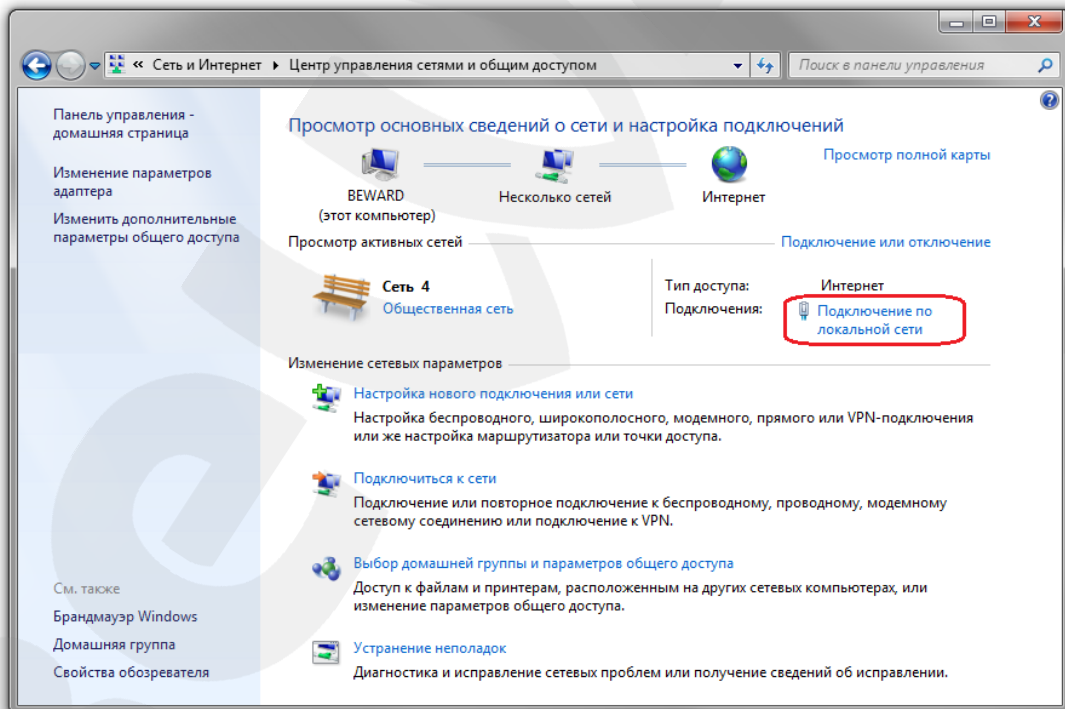 « Сеть и Интернет ▸ Центр управления сетями и общим доступом
Поиск в панели управления
Панель управления -
домашняя страница
Изменение параметров
адаптера
Изменить дополнительные
параметры общего доступа
Просмотр основных сведений о сети и настройка подключений
Просмотр полной карты
BEWARD
(этот компьютер)
Несколько сетей
Интернет
Просмотр активных сетей
Подключение или отключение
Сеть 4
Общественная сеть
Тип доступа: Интернет
Подключения: Подключение по
локальной сети
Изменение сетевых параметров
Настройка нового подключения или сети
Настройка беспроводного, широкополосного, модемного, прямого или VPN-подключения
или же настройка маршрутизатора или точки доступа.
Подключиться к сети
Подключение или повторное подключение к беспроводному, проводному, модемному
сетевому соединению или подключение к VPN.
Выбор домашней группы и параметров общего доступа
Доступ к файлам и принтерам, расположенным на других сетевых компьютерах, или
изменение параметров общего доступа.
Устранение неполадок
Диагностика и исправление сетевых проблем или получение сведений об исправлении.
См. также
Брандмауэр Windows
Домашняя группа
Свойства обозревателя